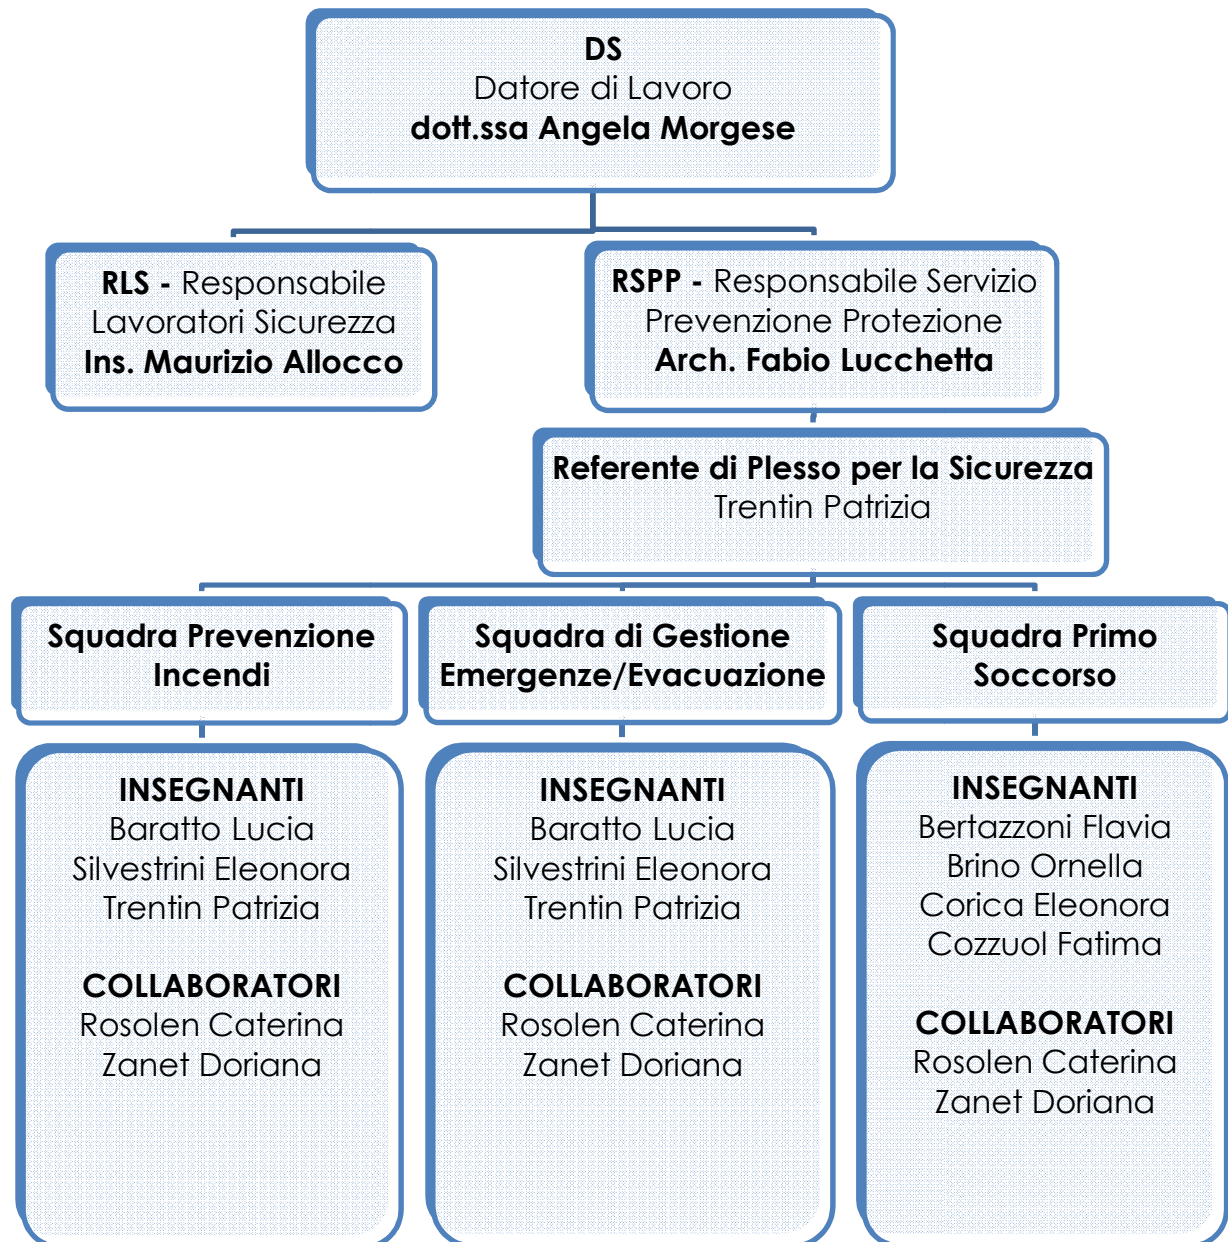 DS
Datore di Lavoro
dott.ssa Angela Morgese
RLS - Responsabile
Lavoratori Sicurezza
Ins. Maurizio Allocco
RSPP - Responsabile Servizio
Prevenzione Protezione
Arch. Fabio Lucchetta
Referente di Plesso per la Sicurezza
Trentin Patrizia
Squadra Prevenzione
Incendi
Squadra di Gestione
Emergenze/Evacuazione
Squadra Primo
Soccorso
INSEGNANTI
Baratto Lucia
Silvestrini Eleonora
Trentin Patrizia
COLLABORATORI
Rosolen Caterina
Zanet Doriana
INSEGNANTI
Baratto Lucia
Silvestrini Eleonora
Trentin Patrizia
COLLABORATORI
Rosolen Caterina
Zanet Doriana
INSEGNANTI
Bertazzoni Flavia
Brino Ornella
Corica Eleonora
Cozzuol Fatima
COLLABORATORI
Rosolen Caterina
Zanet Doriana